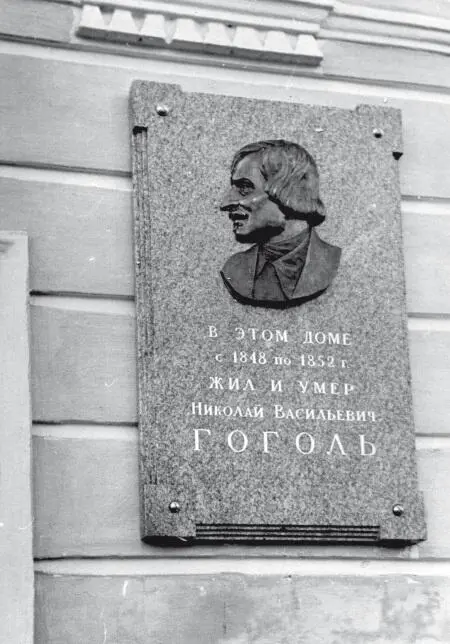 В ЭТОМ ДОМЕ
с 1848 по 1852 г.
ЖИЛ И УМЕР
Николай Васильевич
ГОГОЛЬ